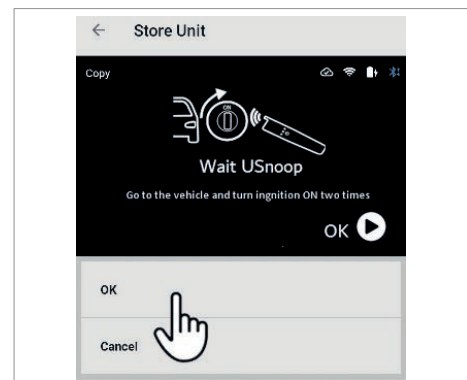 Store Unit
Copy
ON
Wait USnoop
Go to the vehicle and turn ingnition ON two times
OK
OK
Cancel